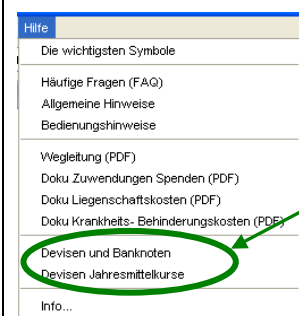 Hilfe
Die wichtigsten Symbole
Häufige Fragen (FAQ)
Allgemeine Hinweise
Bedienungshinweise
Wegleitung (PDF)
Doku Zuwendungen Spenden (PDF)
Doku Liegenschaftskosten (PDF)
Doku Krankheits- Behinderungskosten (PDF)
Devisen und Banknoten
Devisen Jahresmittelkurse
Info...